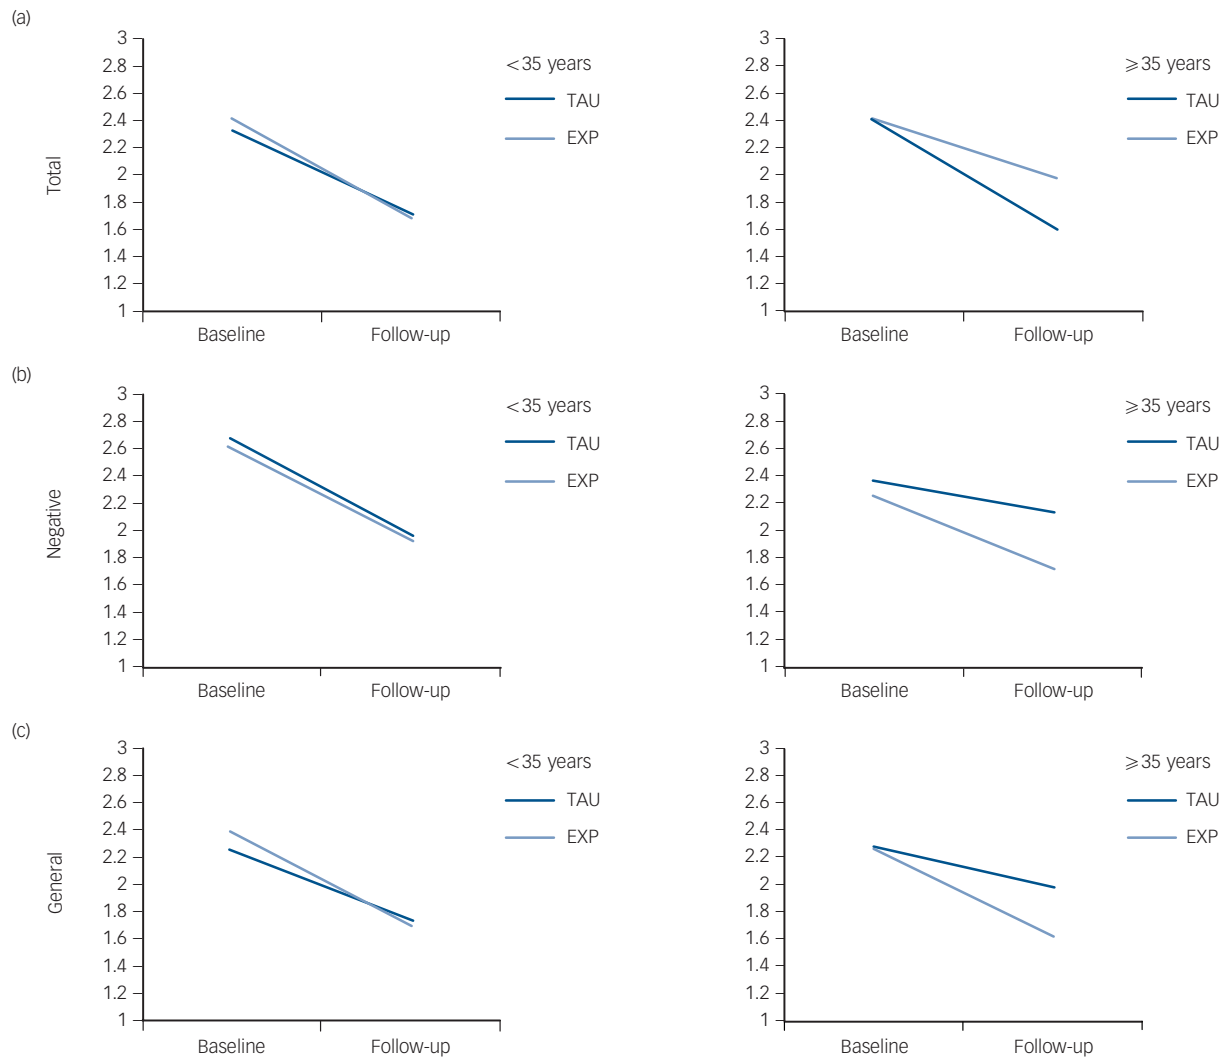 (a)
Total
3
2.8
2.6
2.4
2.2
2
1.8
1.6
1.4
1.2
1
Baseline Follow-up
<35 years
TAU
EXP
3
2.8
2.6
2.4
2.2
2
1.8
1.6
1.4
1.2
1
Baseline Follow-up
⩾35 years
TAU
EXP
(b)
Negative
3
2.8
2.6
2.4
2.2
2
1.8
1.6
1.4
1.2
1
Baseline Follow-up
<35 years
TAU
EXP
3
2.8
2.6
2.4
2.2
2
1.8
1.6
1.4
1.2
1
Baseline Follow-up
⩾35 years
TAU
EXP
(c)
General
3
2.8
2.6
2.4
2.2
2
1.8
1.6
1.4
1.2
1
Baseline Follow-up
<35 years
TAU
EXP
3
2.8
2.6
2.4
2.2
2
1.8
1.6
1.4
1.2
1
Baseline Follow-up
⩾35 years
TAU
EXP